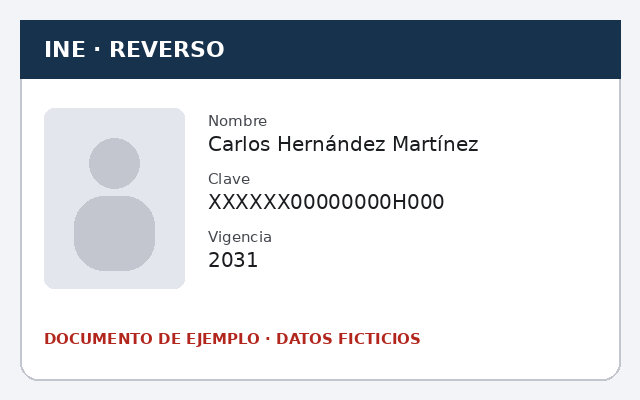 INE · REVERSO
Nombre
Carlos Hernández Martínez
Clave
XXXXXX00000000H000
Vigencia
2031
DOCUMENTO DE EJEMPLO · DATOS FICTICIOS